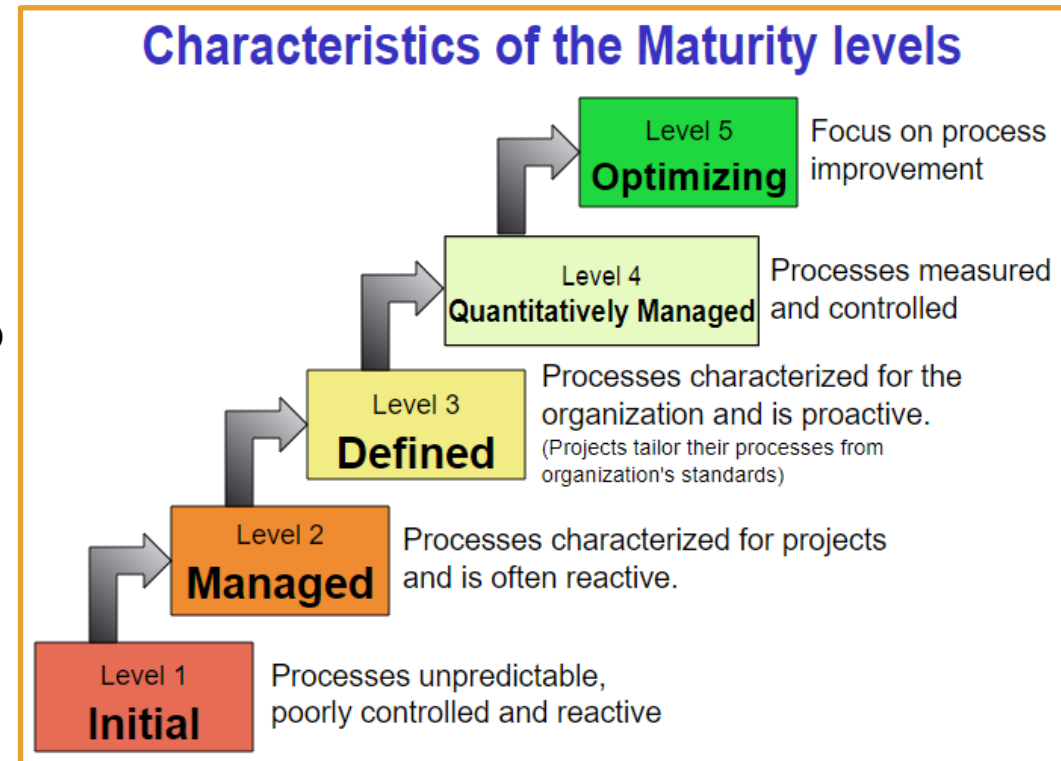 Characteristics of the Maturity levels
Level 5
Optimizing
Focus on process
improvement
Level 4
Quantitatively Managed
Processes measured
and controlled
Level 3
Defined
Processes characterized for the
organization and is proactive.
(Projects tailor their processes from
organization's standards)
Level 2
Managed
Processes characterized for projects
and is often reactive.
Level 1
Initial
Processes unpredictable,
poorly controlled and reactive